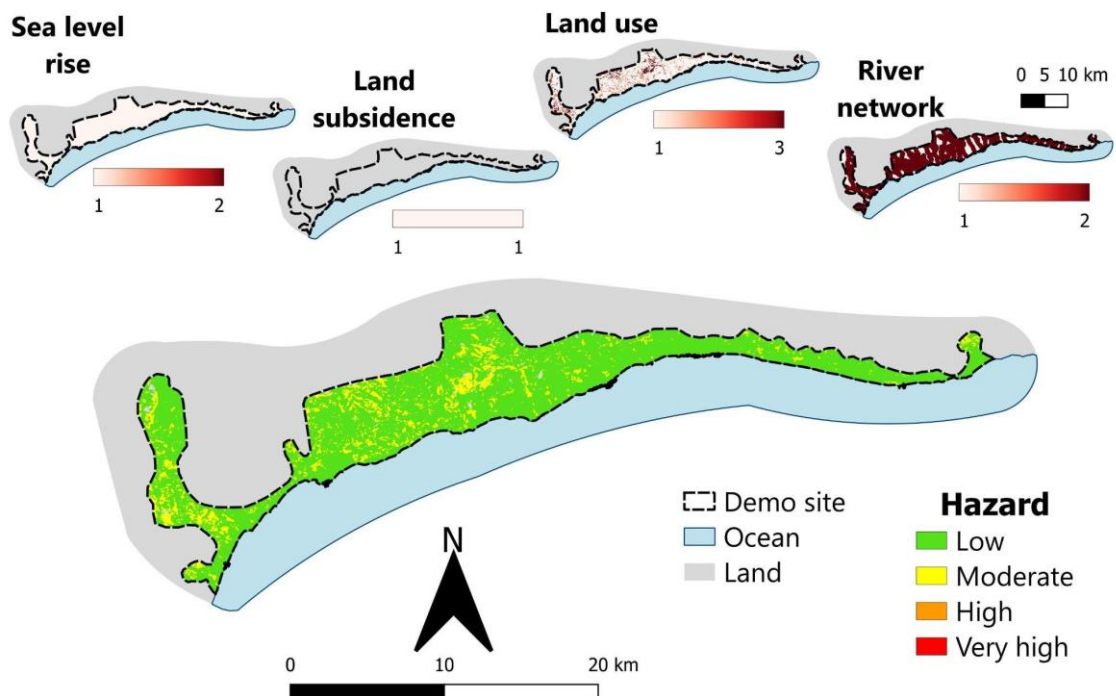 Sea level
rise
1 2
Land
subsidence
1 1
Land use
1 3
River
network
0 5 10 km
1 2
N
0 10 20 km
Demo site
Ocean
Land
Hazard
Low
Moderate
High
Very high